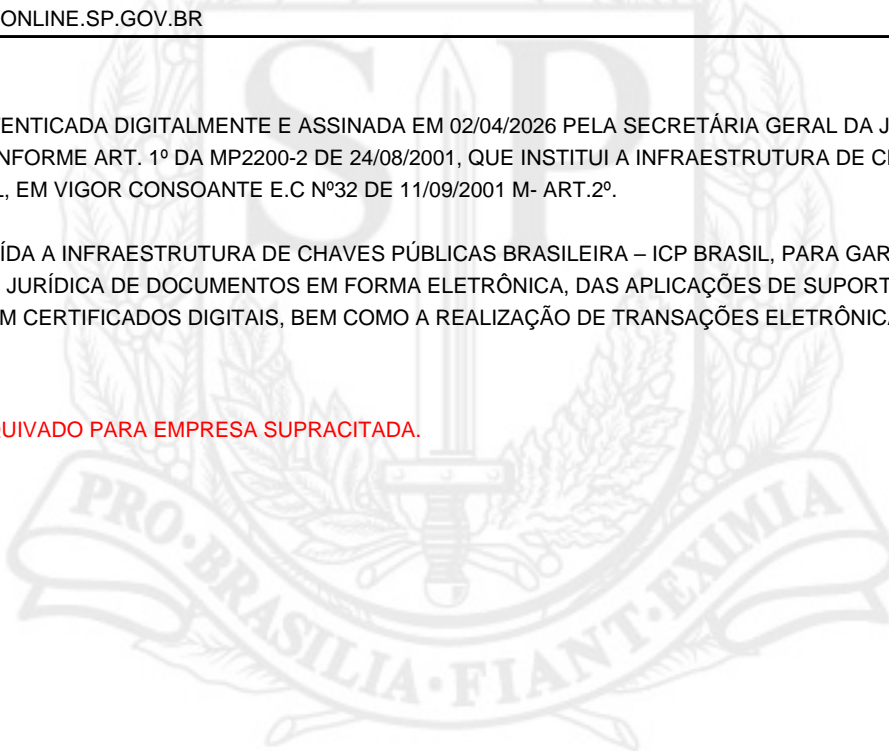 ONLINE.SP.GOV.BR
ENTICADA DIGITALMENTE E ASSINADA EM 02/04/2026 PELA SECRETÁRIA GERAL DA J
NFORME ART. 1º DA MP2200-2 DE 24/08/2001, QUE INSTITUI A INFRAESTRUTURA DE C
, EM VIGOR CONSOANTE E.C Nº32 DE 11/09/2001 M- ART.2º.
ÍDA A INFRAESTRUTURA DE CHAVES PÚBLICAS BRASILEIRA – ICP BRASIL, PARA GAR
JURÍDICA DE DOCUMENTOS EM FORMA ELETRÔNICA, DAS APLICAÇÕES DE SUPORT
M CERTIFICADOS DIGITAIS, BEM COMO A REALIZAÇÃO DE TRANSAÇÕES ELETRÔNICA
QUIVADO PARA EMPRESA SUPRACITADA.
SP
PRO·BRASILIA·FIANT·EXIMIA